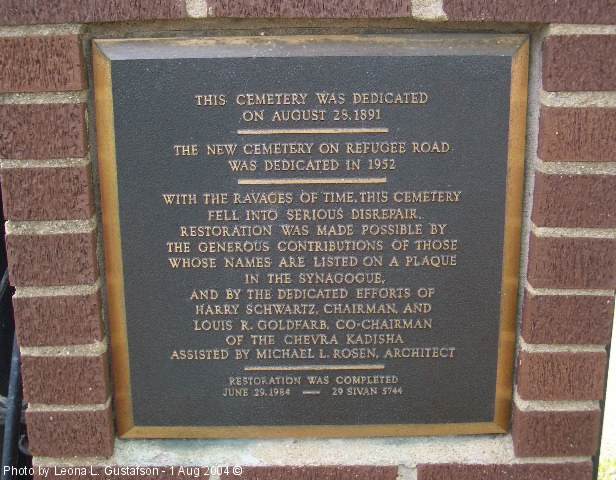 THIS CEMETERY WAS DEDICATED
ON AUGUST 28, 1891
THE NEW CEMETERY ON REFUGEE ROAD
WAS DEDICATED IN 1952
WITH THE RAVAGES OF TIME, THIS CEMETERY
FELL INTO SERIOUS DISREPAIR.
RESTORATION WAS MADE POSSIBLE BY
THE GENEROUS CONTRIBUTIONS OF THOSE
WHOSE NAMES ARE LISTED ON A PLAQUE
IN THE SYNAGOGUE,
AND BY THE DEDICATED EFFORTS OF
HARRY SCHWARTZ, CHAIRMAN, AND
LOUIS R. GOLDFARB, CO-CHAIRMAN
OF THE CHEVRA KADISHA
ASSISTED BY MICHAEL L. ROSEN, ARCHITECT
RESTORATION WAS COMPLETED
JUNE 29, 1984 — 29 SIVAN 5744
Photo by Leona L. Gustafson - 1 Aug 2004 ©